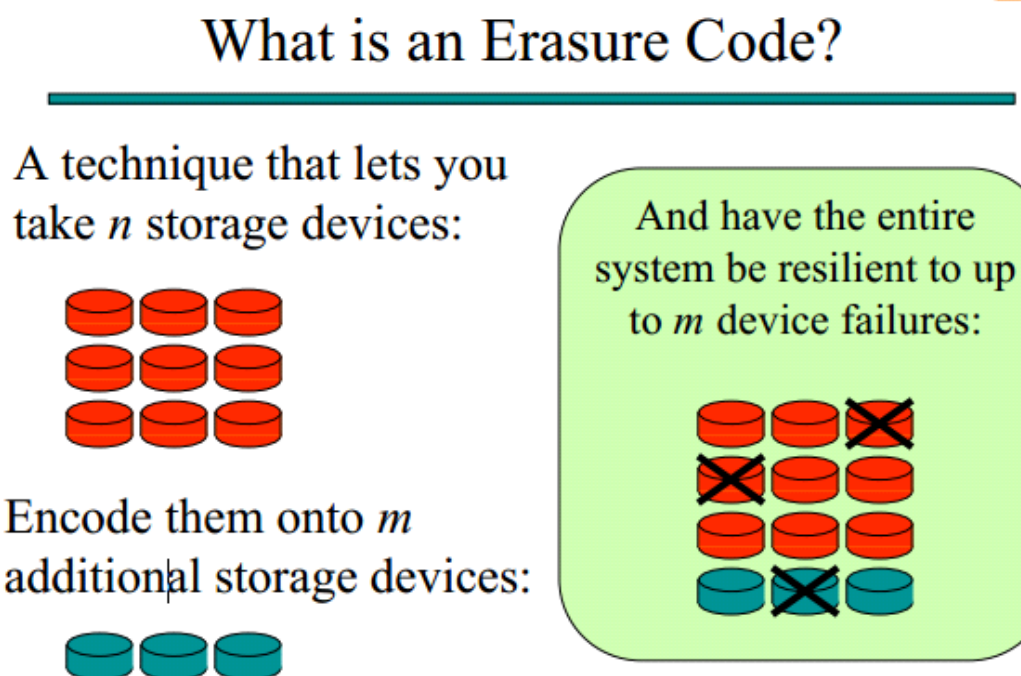 What is an Erasure Code?
A technique that lets you
take n storage devices:
Encode them onto m
additional storage devices:
And have the entire
system be resilient to up
to m device failures: